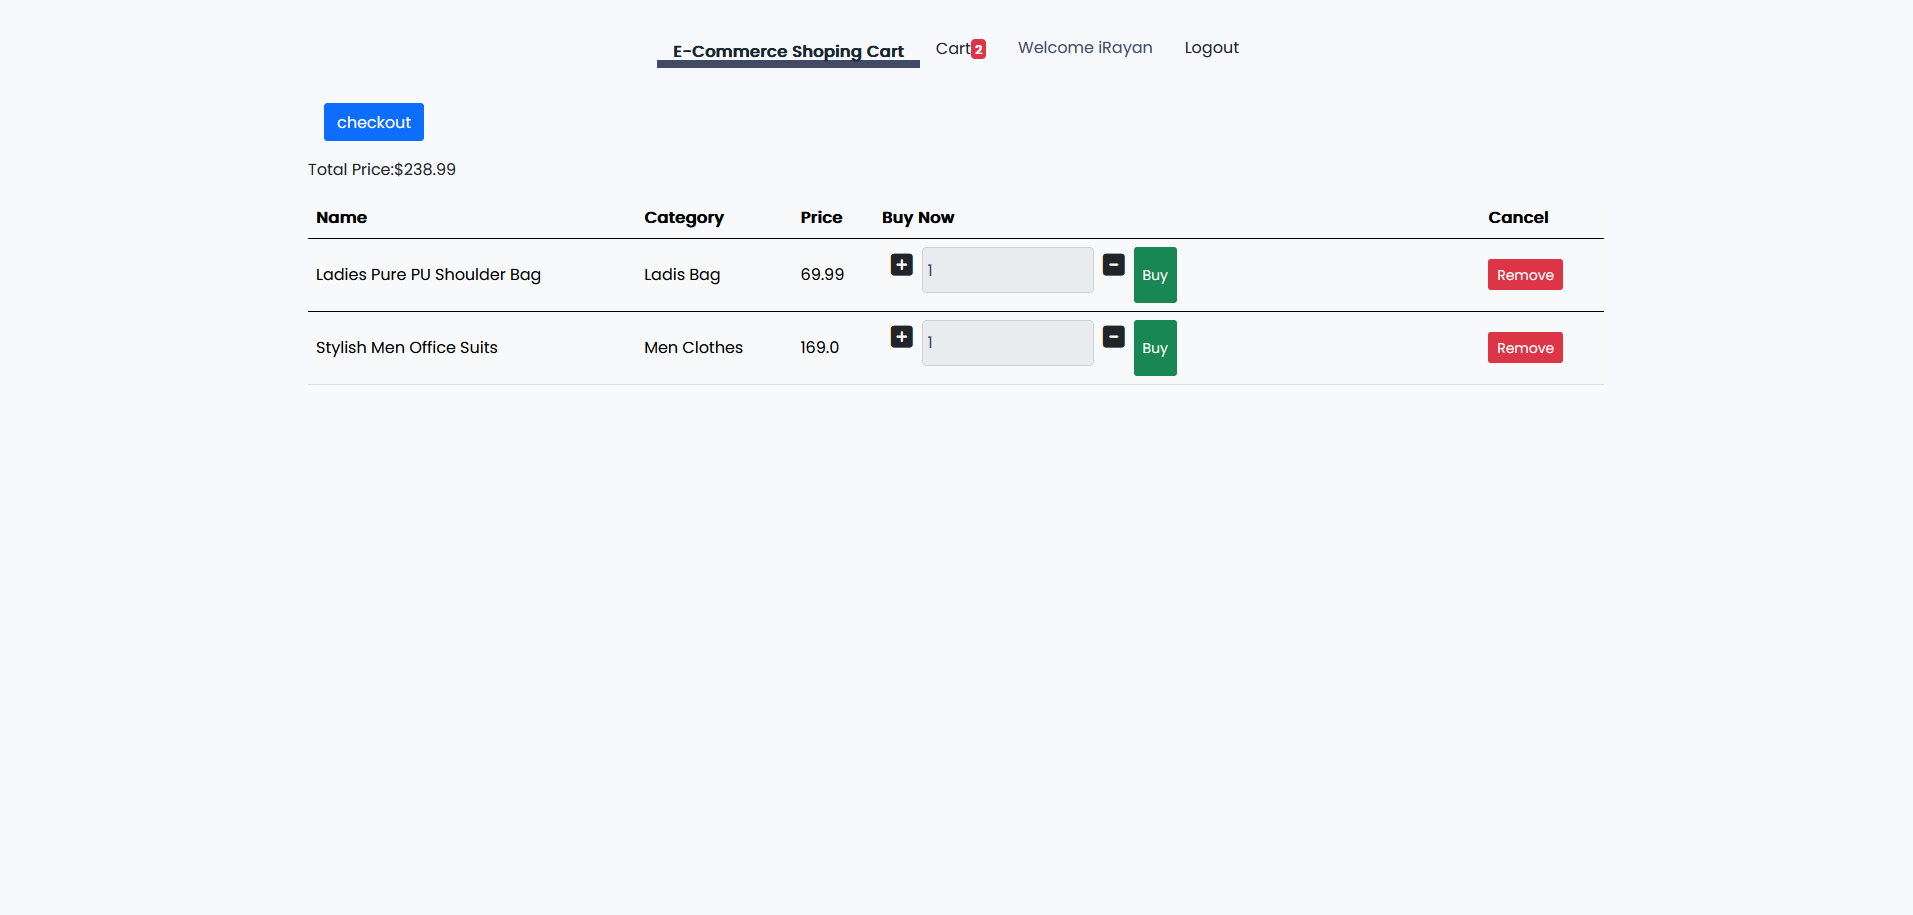 E-Commerce Shoping Cart Cart2 Welcome iRayan Logout
checkout
Total Price:$238.99
Name Category Price Buy Now Cancel
Ladies Pure PU Shoulder Bag Ladis Bag 69.99 + 1 - Buy Remove
Stylish Men Office Suits Men Clothes 169.0 + 1 - Buy Remove